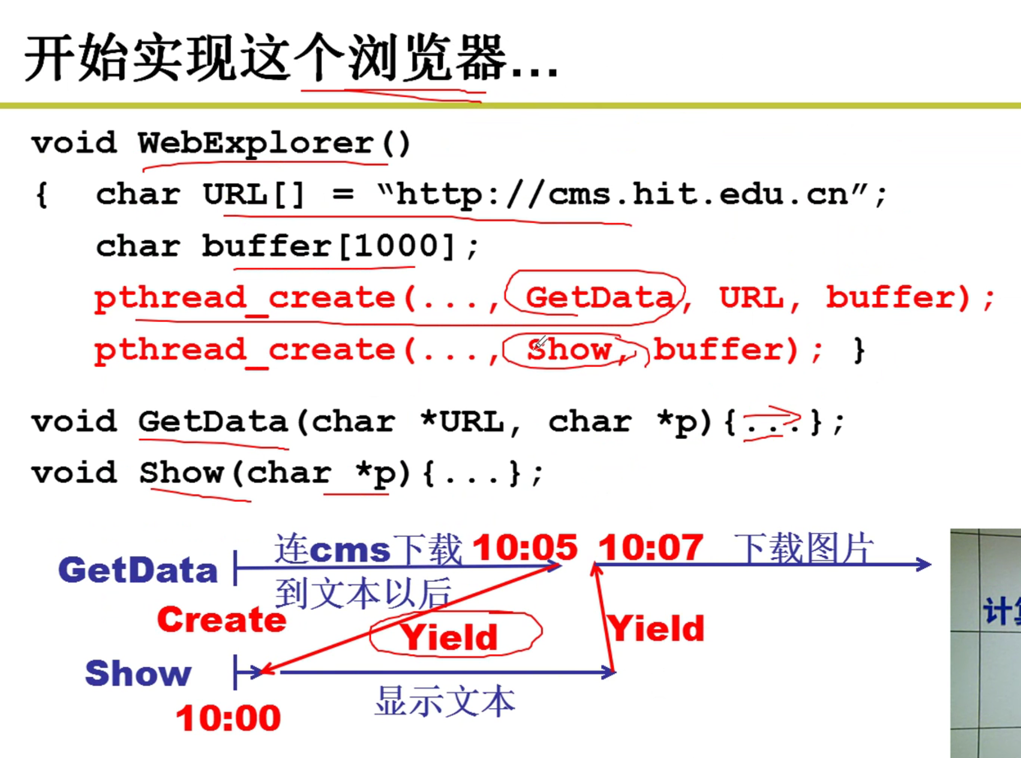 开始实现这个浏览器...
void WebExplorer()
{ char URL[] = “http://cms.hit.edu.cn”;
char buffer[1000];
pthread_create(..., GetData, URL, buffer);
pthread_create(..., Show, buffer); }
void GetData(char *URL, char *p){...};
void Show(char *p){...};
连cms下载 10:05 10:07 下载图片
GetData
到文本以后
Create
Yield Yield
Show
显示文本
10:00